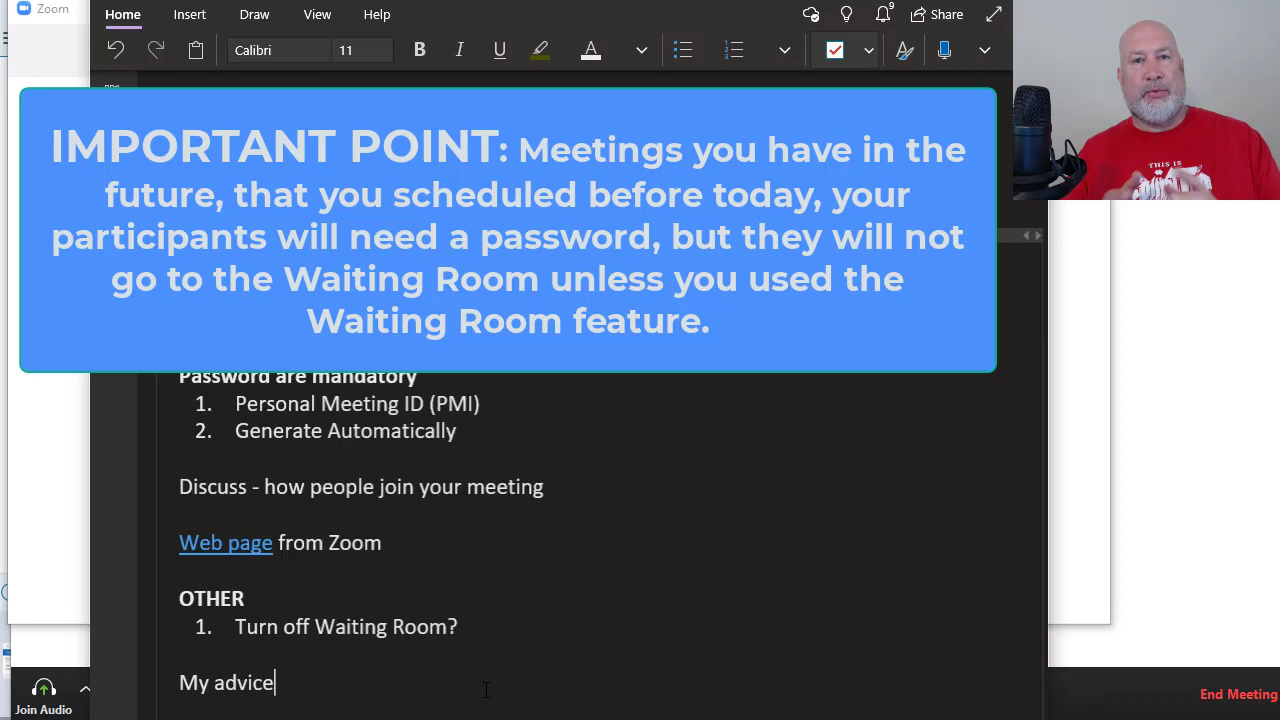 Zoom
Home Insert Draw View Help
9 Share
Calibri 11 B I U A
IMPORTANT POINT: Meetings you have in the
future, that you scheduled before today, your
participants will need a password, but they will not
go to the Waiting Room unless you used the
Waiting Room feature.
THIS IS
Password are mandatory
1. Personal Meeting ID (PMI)
2. Generate Automatically
Discuss - how people join your meeting
Web page from Zoom
OTHER
1. Turn off Waiting Room?
My advice
Join Audio
End Meeting